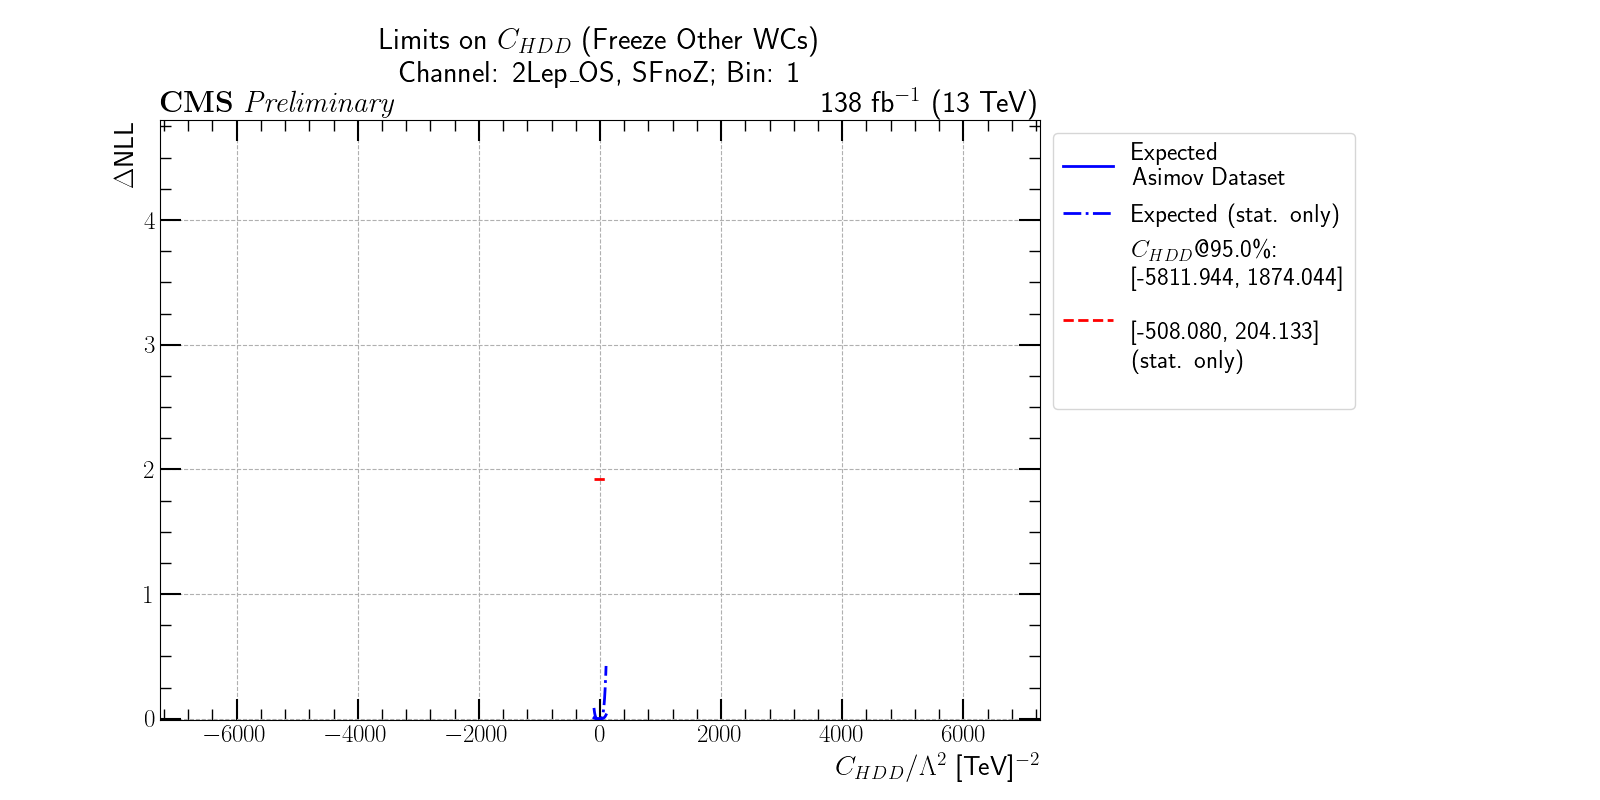 Limits on C_{HDD} (Freeze Other WCs)
Channel: 2Lep_OS, SFnoZ; Bin: 1
CMS Preliminary 138 fb^{−1} (13 TeV)
ΔNLL
4
3
2
1
0
−6000 −4000 −2000 0 2000 4000 6000
C_{HDD}/Λ^2 [TeV]^{−2}
Expected
Asimov Dataset
Expected (stat. only)
C_{HDD}@95.0%:
[-5811.944, 1874.044]
[-508.080, 204.133]
(stat. only)